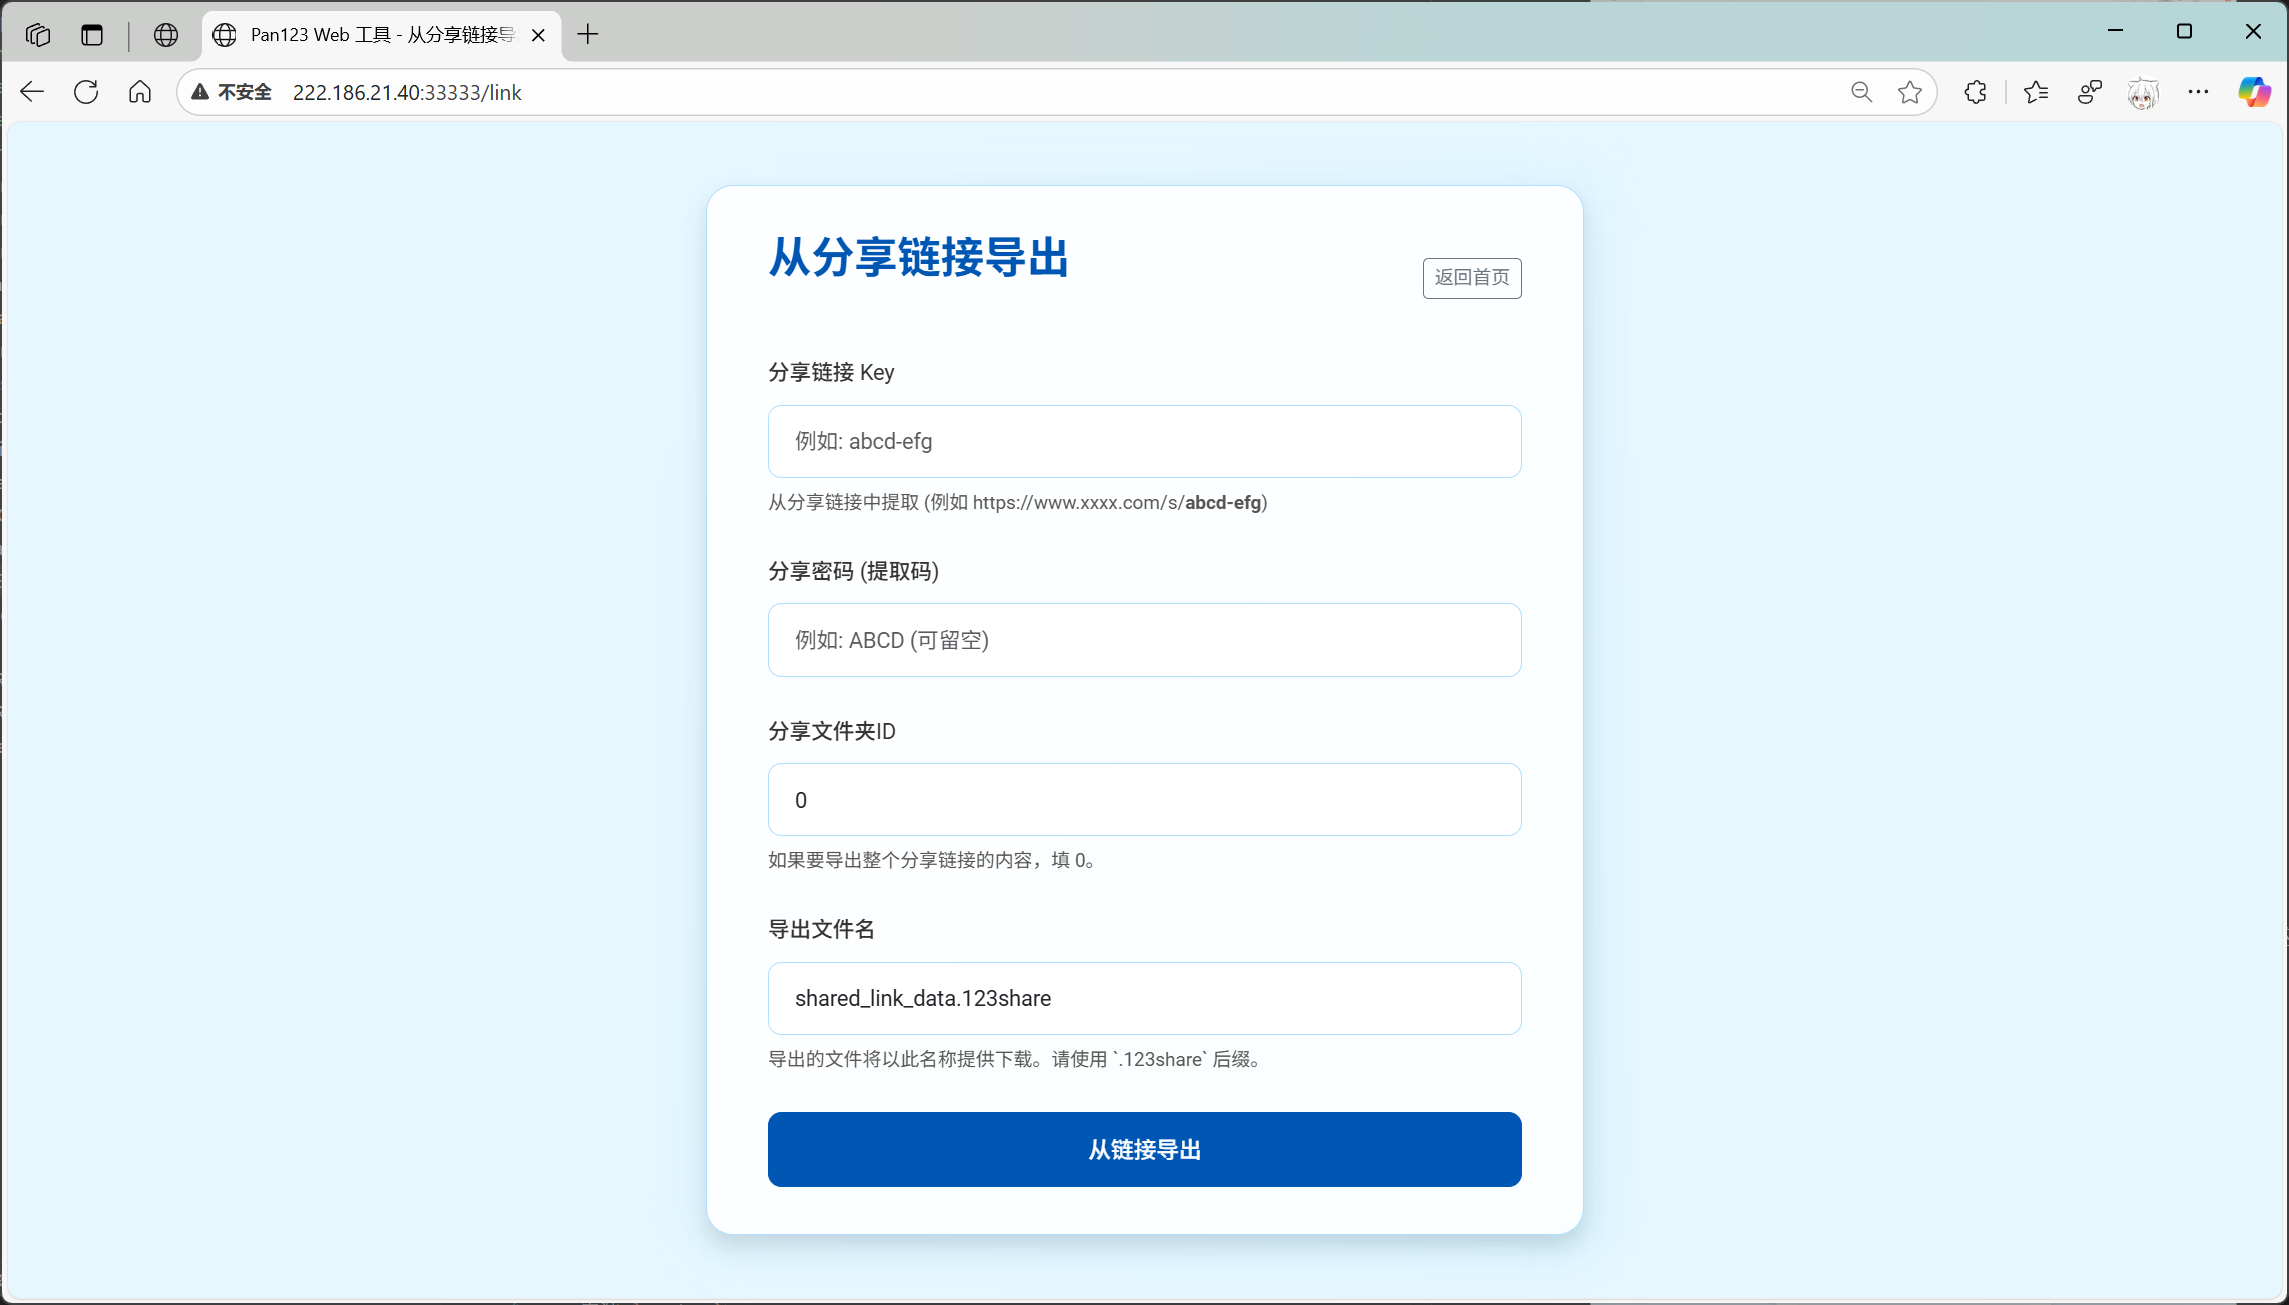 Pan123 Web 工具 - 从分享链接导
不安全 222.186.21.40:33333/link
从分享链接导出
返回首页
分享链接 Key
例如: abcd-efg
从分享链接中提取 (例如 https://www.xxxx.com/s/abcd-efg)
分享密码 (提取码)
例如: ABCD (可留空)
分享文件夹ID
0
如果要导出整个分享链接的内容，填 0。
导出文件名
shared_link_data.123share
导出的文件将以此名称提供下载。请使用 `.123share` 后缀。
从链接导出